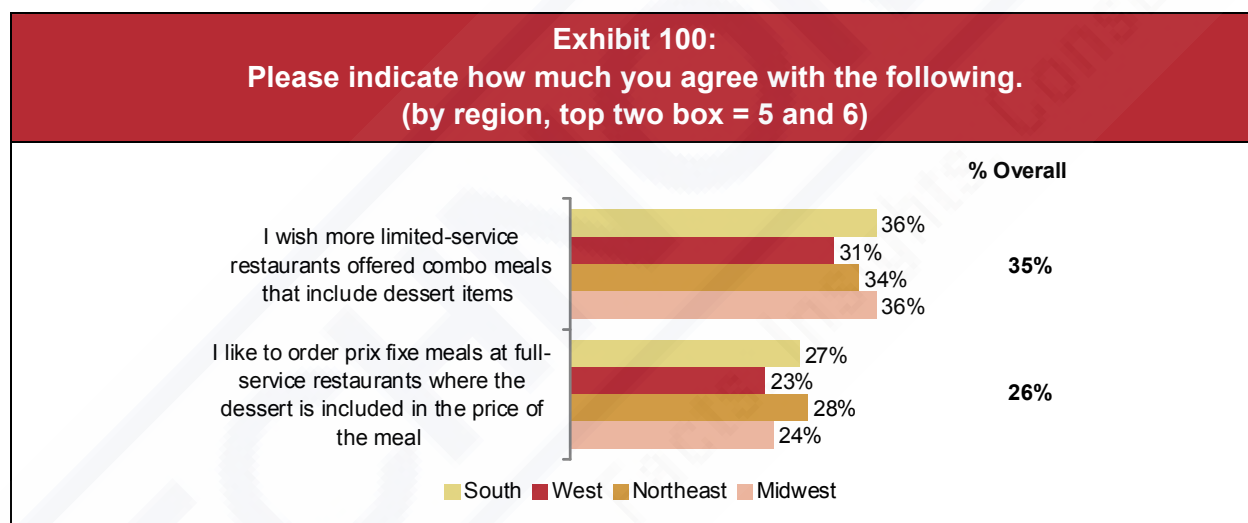 Exhibit 100:
Please indicate how much you agree with the following.
(by region, top two box = 5 and 6)
% Overall
I wish more limited-service
restaurants offered combo meals
that include dessert items
36%
31%
34%
36%
35%
I like to order prix fixe meals at full-
service restaurants where the
dessert is included in the price of
the meal
27%
23%
28%
24%
26%
South West Northeast Midwest